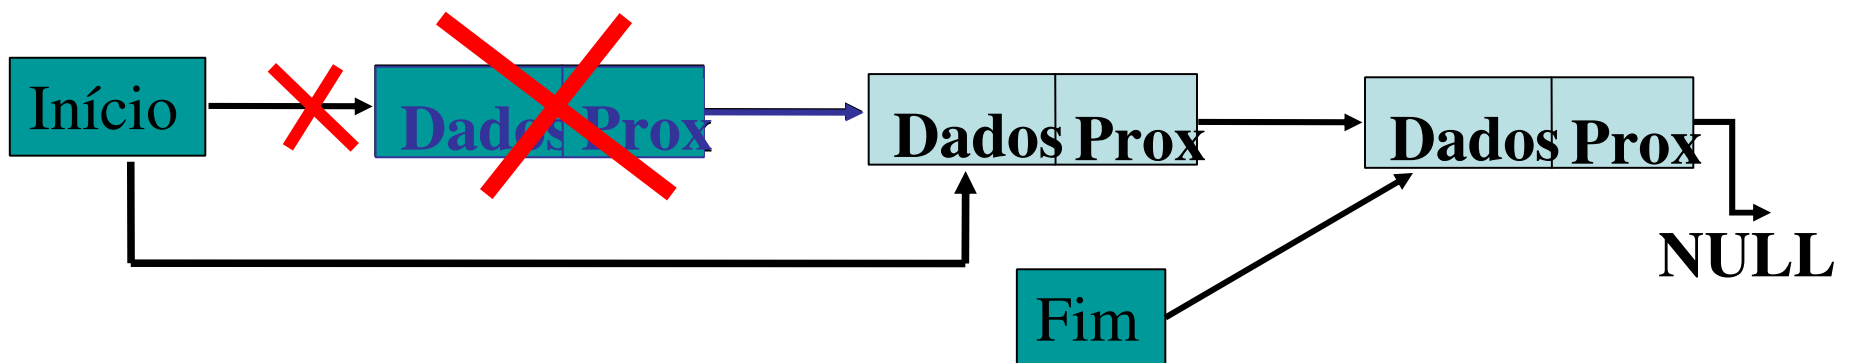 Início
Dados Prox
Dados Prox
Dados Prox
NULL
Fim